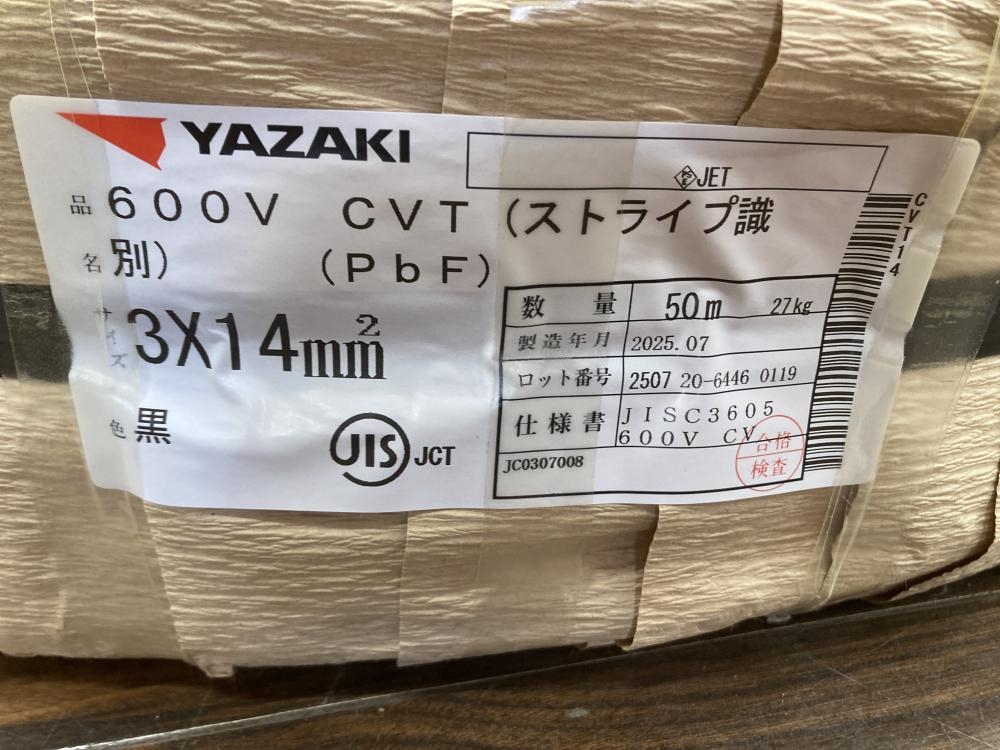 YAZAKI
PSE JET
品名 600V CVT (ストライプ識
別) (PbF)
サイズ 3X14mm²
色 黒
JIS JCT
数量 50m 27kg
製造年月 2025.07
ロット番号 2507 20-6446 0119
仕様書 JISC3605
600V CV
JC0307008
合格
検査
CVT14